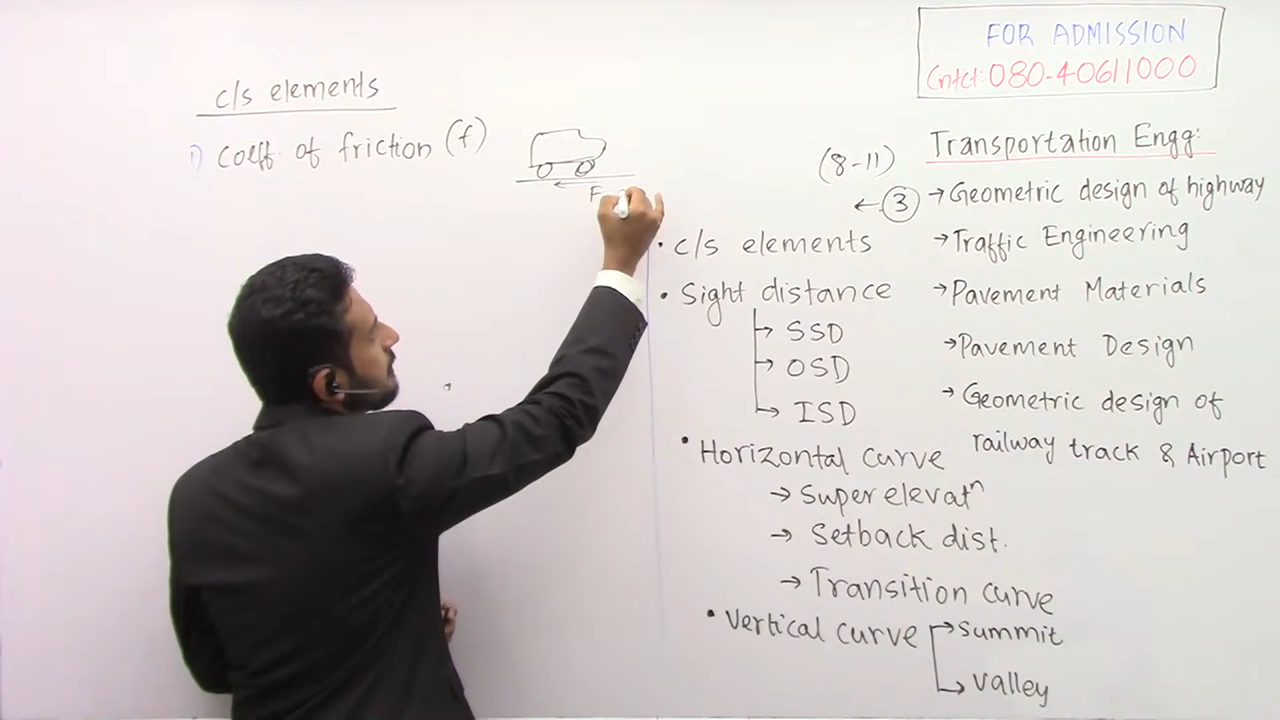 FOR ADMISSION
Cntct: 080-40611000
c/s elements
1) Coeff. of friction (f)
F
Transportation Engg:
(8-11)
← ③ → Geometric design of highway
→ Traffic Engineering
→ Pavement Materials
→ Pavement Design
→ Geometric design of
railway track & Airport
• c/s elements
• Sight distance
→ SSD
→ OSD
→ ISD
• Horizontal curve
→ Super elevatⁿ
→ Setback dist.
→ Transition curve
• Vertical curve → Summit
→ Valley